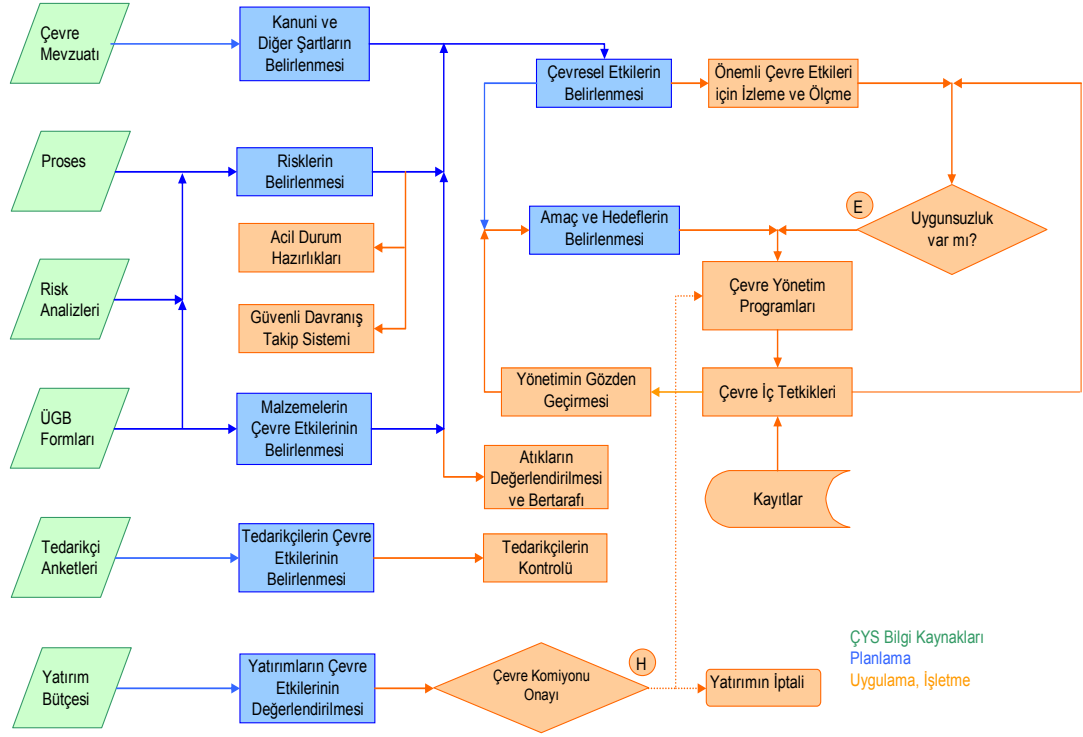 Çevre
Mevzuatı
Kanuni ve
Diğer Şartların
Belirlenmesi
Çevresel Etkilerin
Belirlenmesi
Önemli Çevre Etkileri
için İzleme ve Ölçme
Proses
Risklerin
Belirlenmesi
Amaç ve Hedeflerin
Belirlenmesi
E
Uygunsuzluk
var mı?
Acil Durum
Hazırlıkları
Risk
Analizleri
Güvenli Davranış
Takip Sistemi
Çevre Yönetim
Programları
ÜGB
Formları
Malzemelerin
Çevre Etkilerinin
Belirlenmesi
Yönetimin Gözden
Geçirmesi
Çevre İç Tetkikleri
Atıkların
Değerlendirilmesi
ve Bertarafı
Kayıtlar
Tedarikçi
Anketleri
Tedarikçilerin Çevre
Etkilerinin
Belirlenmesi
Tedarikçilerin
Kontrolü
Yatırım
Bütçesi
Yatırımların Çevre
Etkilerinin
Değerlendirilmesi
Çevre Komiyonu
Onayı
H
Yatırımın İptali
ÇYS Bilgi Kaynakları
Planlama
Uygulama, İşletme